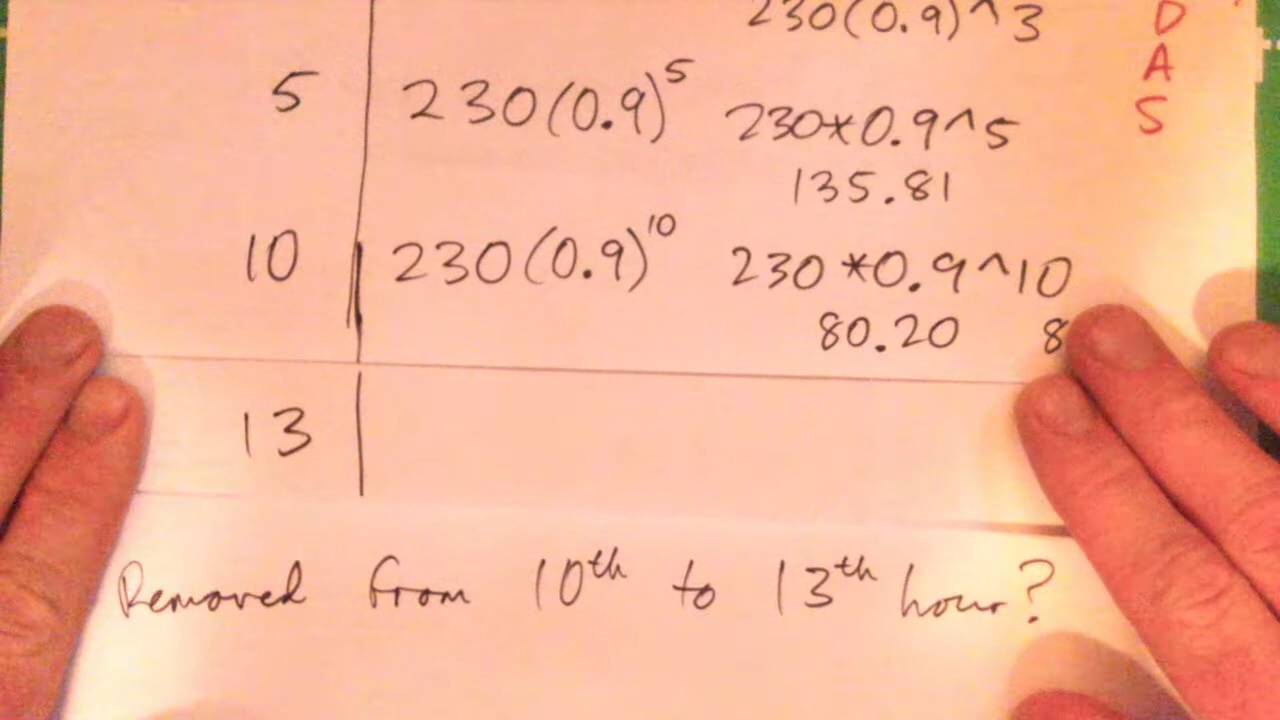 230(0.9)^3
D
A
S
5 230(0.9)⁵ 230*0.9^5
135.81
10 230(0.9)¹⁰ 230*0.9^10
80.20 8
13
Removed from 10th to 13th hour?